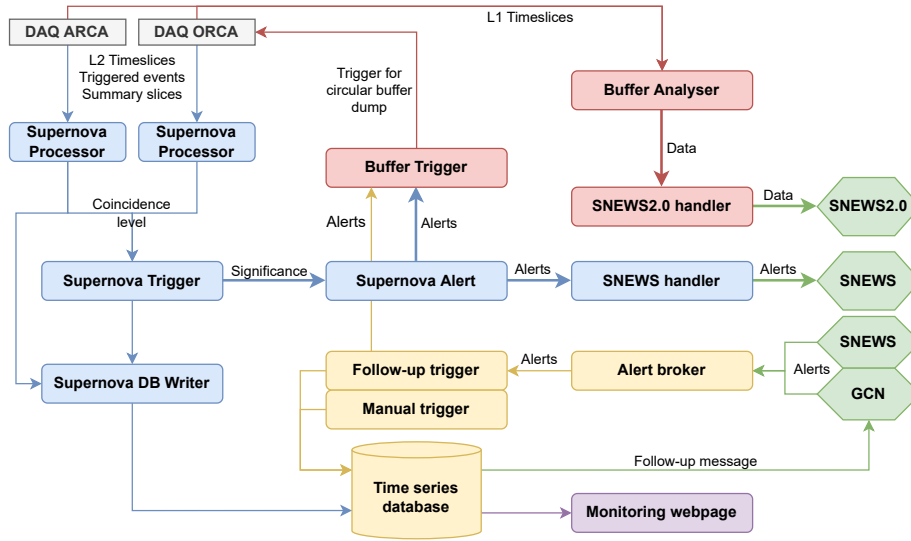 L1 Timeslices
DAQ ARCA
DAQ ORCA
L2 Timeslices
Triggered events
Summary slices
Trigger for
circular buffer
dump
Buffer Analyser
Supernova
Processor
Supernova
Processor
Buffer Trigger
Data
Coincidence
level
Alerts
Alerts
SNEWS2.0 handler
Data
SNEWS2.0
Supernova Trigger
Significance
Supernova Alert
Alerts
SNEWS handler
Alerts
SNEWS
Supernova DB Writer
Follow-up trigger
Alerts
Alert broker
Alerts
SNEWS
GCN
Manual trigger
Time series
database
Follow-up message
Monitoring webpage